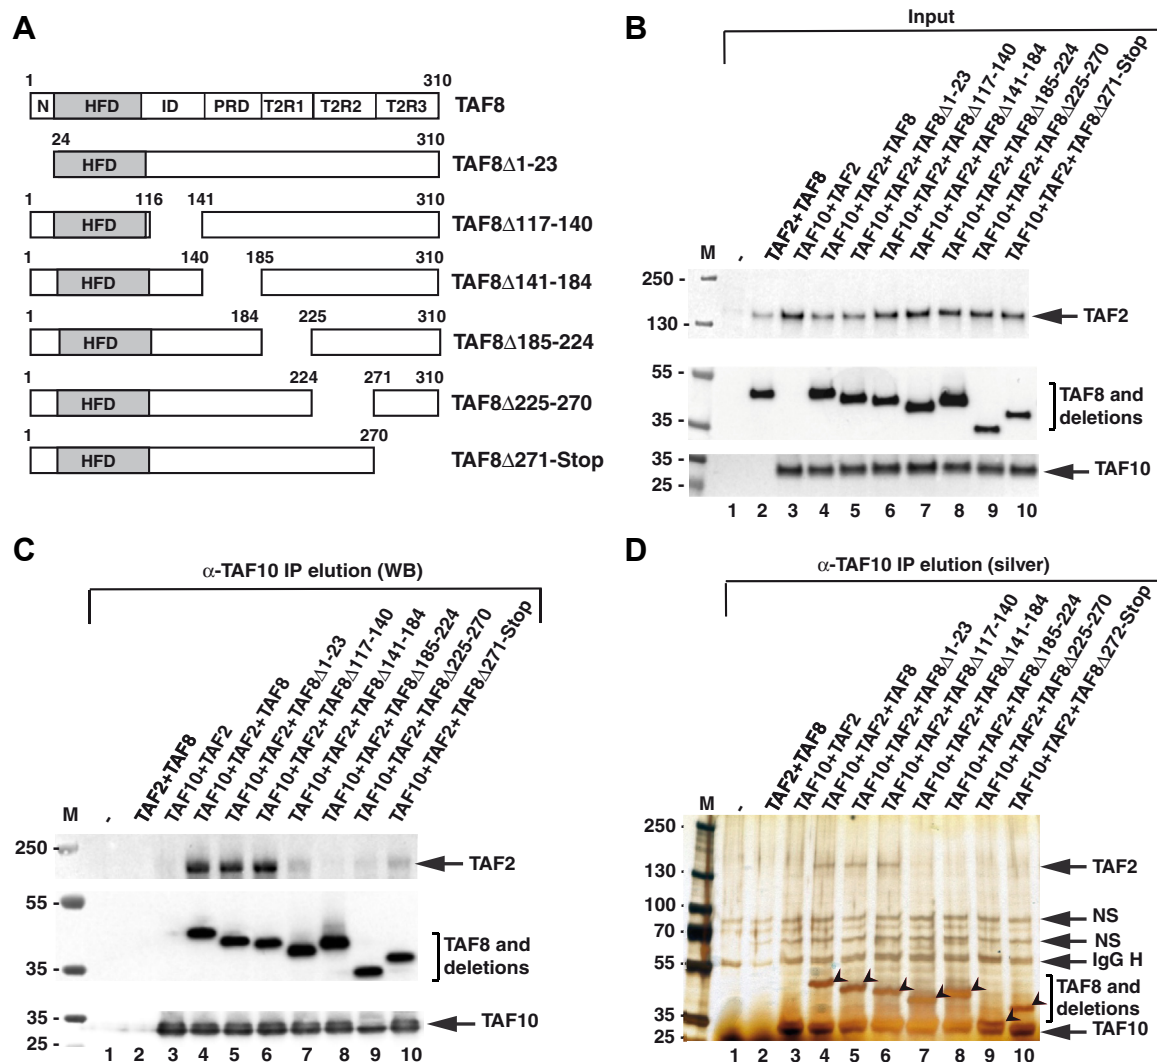 A
1 310
N HFD ID PRD T2R1 T2R2 T2R3 TAF8
24 310
HFD TAF8Δ1-23
1 116 141 310
HFD TAF8Δ117-140
1 140 185 310
HFD TAF8Δ141-184
1 184 225 310
HFD TAF8Δ185-224
1 224 271 310
HFD TAF8Δ225-270
1 270
HFD TAF8Δ271-Stop
B
Input
M
-
TAF2+TAF8
TAF10+TAF2
TAF10+TAF2+TAF8
TAF10+TAF2+TAF8Δ1-23
TAF10+TAF2+TAF8Δ117-140
TAF10+TAF2+TAF8Δ141-184
TAF10+TAF2+TAF8Δ185-224
TAF10+TAF2+TAF8Δ225-270
TAF10+TAF2+TAF8Δ271-Stop
250 -
130 -
TAF2
55 -
35 -
TAF8 and
deletions
35 -
25 -
TAF10
1 2 3 4 5 6 7 8 9 10
C
α-TAF10 IP elution (WB)
M
-
TAF2+TAF8
TAF10+TAF2
TAF10+TAF2+TAF8
TAF10+TAF2+TAF8Δ1-23
TAF10+TAF2+TAF8Δ117-140
TAF10+TAF2+TAF8Δ141-184
TAF10+TAF2+TAF8Δ185-224
TAF10+TAF2+TAF8Δ225-270
TAF10+TAF2+TAF8Δ271-Stop
250 -
TAF2
55 -
35 -
TAF8 and
deletions
35 -
25 -
TAF10
1 2 3 4 5 6 7 8 9 10
D
α-TAF10 IP elution (silver)
M
-
TAF2+TAF8
TAF10+TAF2
TAF10+TAF2+TAF8
TAF10+TAF2+TAF8Δ1-23
TAF10+TAF2+TAF8Δ117-140
TAF10+TAF2+TAF8Δ141-184
TAF10+TAF2+TAF8Δ185-224
TAF10+TAF2+TAF8Δ225-270
TAF10+TAF2+TAF8Δ272-Stop
250
130
TAF2
100
NS
70
NS
55
IgG H
TAF8 and
deletions
35
25
TAF10
1 2 3 4 5 6 7 8 9 10